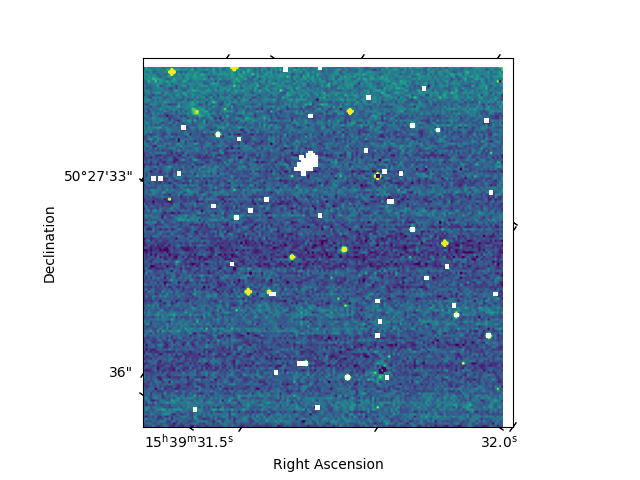 50°27'33"
Declination
36"
15ʰ39ᵐ31.5ˢ
32.0ˢ
Right Ascension